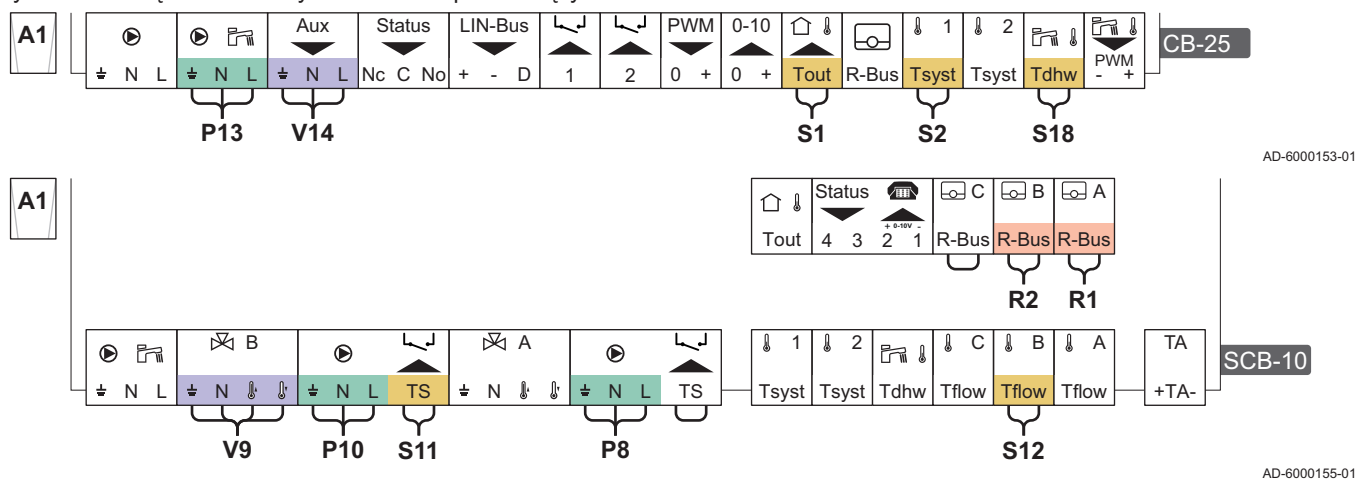 A1
Aux Status LIN-Bus PWM 0-10 1 2
CB-25
N L N L N L Nc C No + - D 1 2 0 + 0 + Tout R-Bus Tsyst Tsyst Tdhw PWM - +
P13 V14 S1 S2 S18
AD-6000153-01
A1
Status C B A
+ 0-10V -
Tout 4 3 2 1 R-Bus R-Bus R-Bus
R2 R1
B A 1 2 C B A TA
SCB-10
N L N N L TS N N L TS Tsyst Tsyst Tdhw Tflow Tflow Tflow +TA-
V9 P10 S11 P8 S12
AD-6000155-01